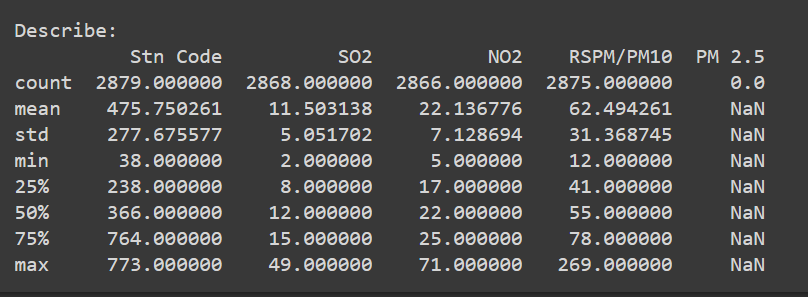 Describe:
Stn Code SO2 NO2 RSPM/PM10 PM 2.5
count 2879.000000 2868.000000 2866.000000 2875.000000 0.0
mean 475.750261 11.503138 22.136776 62.494261 NaN
std 277.675577 5.051702 7.128694 31.368745 NaN
min 38.000000 2.000000 5.000000 12.000000 NaN
25% 238.000000 8.000000 17.000000 41.000000 NaN
50% 366.000000 12.000000 22.000000 55.000000 NaN
75% 764.000000 15.000000 25.000000 78.000000 NaN
max 773.000000 49.000000 71.000000 269.000000 NaN